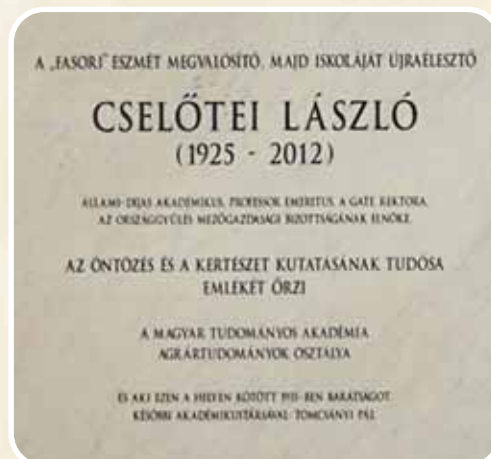 A „FASORI” ESZMÉT MEGVALÓSÍTÓ, MAJD ISKOLÁJÁT ÚJRAÉLESZTŐ
CSELŐTEI LÁSZLÓ
(1925 - 2012)
ÁLLAMI-DÍJAS AKADÉMIKUS, PROFESSOR EMERITUS, A GATE REKTORA,
AZ ORSZÁGGYŰLÉS MEZŐGAZDASÁGI BIZOTTSÁGÁNAK ELNÖKE
AZ ÖNTÖZÉS ÉS A KERTÉSZET KUTATÁSÁNAK TUDÓSA
EMLÉKÉT ŐRZI
A MAGYAR TUDOMÁNYOS AKADÉMIA
AGRÁRTUDOMÁNYOK OSZTÁLYA
ÉS AKI EZEN A HELYEN KÖTÖTT BEN BARÁTSÁGOT
KÉSŐBBI AKADÉMIKUSTÁRSÁVAL TOMCSÁNYI PÁL